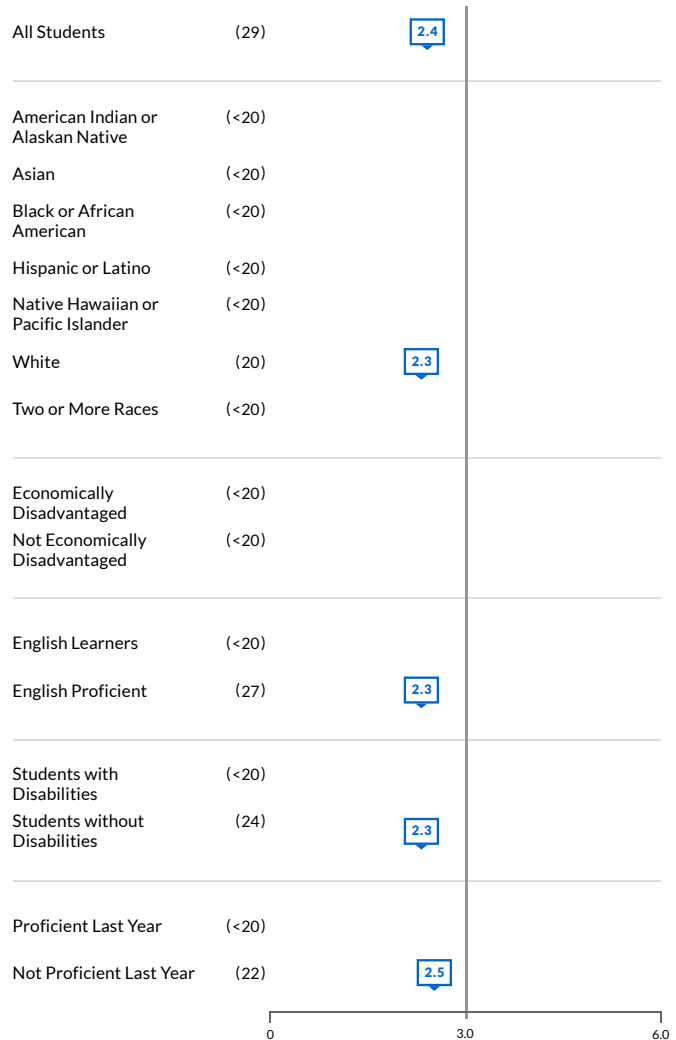 All Students (29) 2.4
American Indian or (<20)
Alaskan Native
Asian (<20)
Black or African (<20)
American
Hispanic or Latino (<20)
Native Hawaiian or (<20)
Pacific Islander
White (20) 2.3
Two or More Races (<20)
Economically (<20)
Disadvantaged
Not Economically (<20)
Disadvantaged
English Learners (<20)
English Proficient (27) 2.3
Students with (<20)
Disabilities
Students without (24) 2.3
Disabilities
Proficient Last Year (<20)
Not Proficient Last Year (22) 2.5
0 3.0 6.0